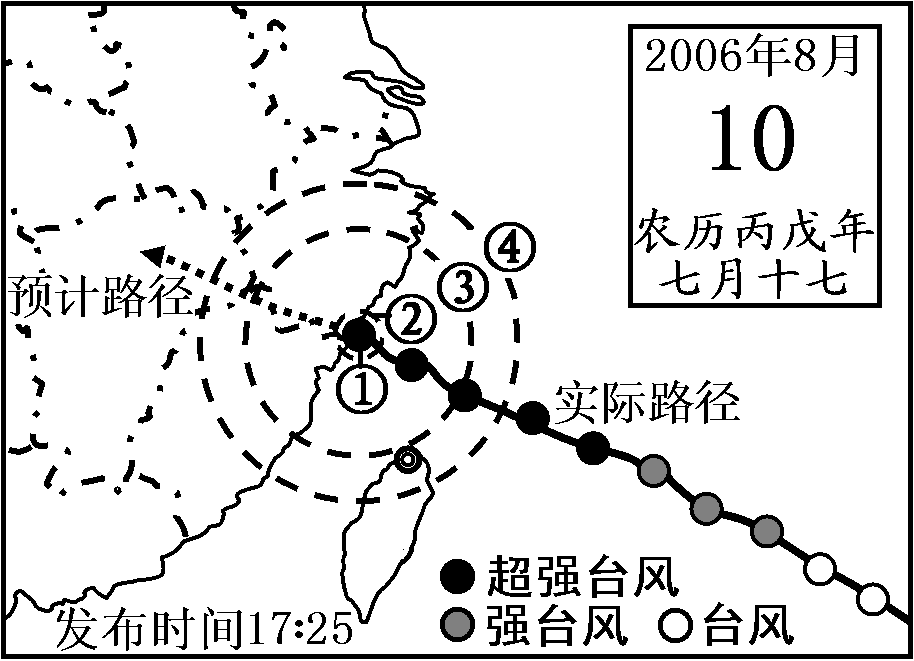 2006年8月
10
农历丙戊年
七月十七
④
③
预计路径
②
①
实际路径
超强台风
发布时间17:25
强台风
台风